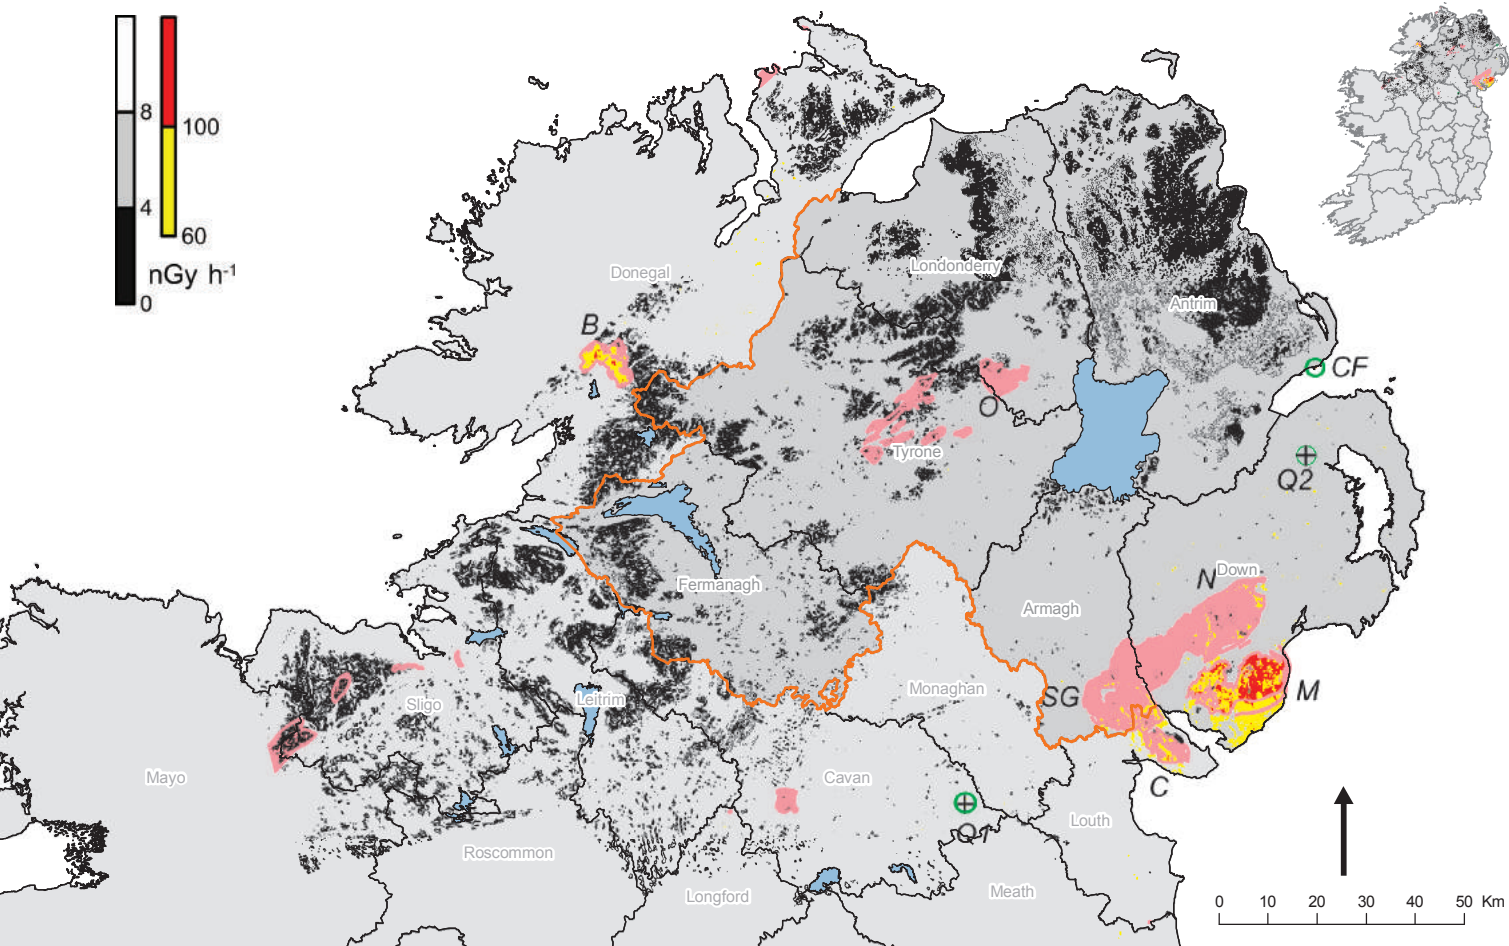 8
100
4
60
nGy h-1
0
Donegal
Londonderry
Antrim
B
CF
O
Tyrone
Q2
N
Down
Fermanagh
Armagh
SG
M
Monaghan
Leitrim
Sligo
Mayo
Cavan
C
Q1
Louth
Roscommon
Longford
Meath
0 10 20 30 40 50 Km